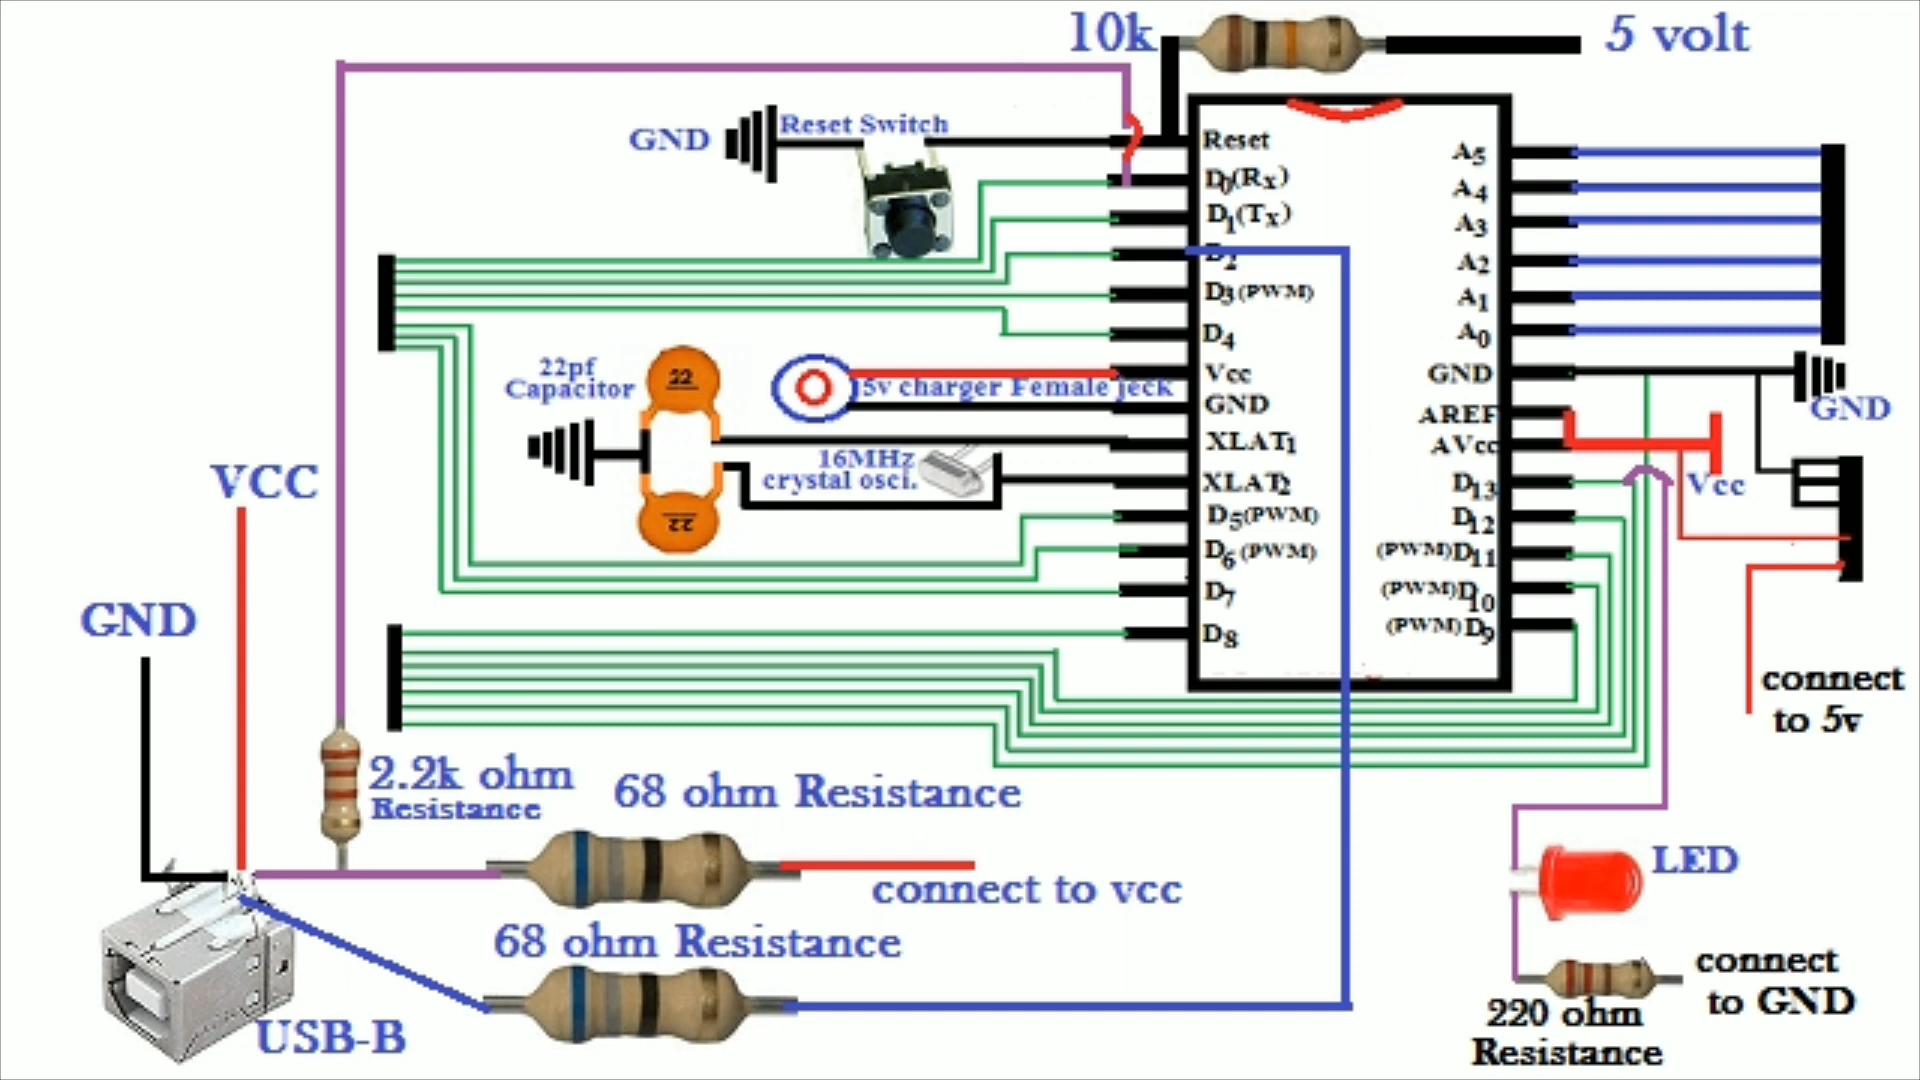 10k
5 volt
GND
Reset Switch
Reset
D0(Rx)
D1(Tx)
D2
D3(PWM)
D4
Vcc
GND
XLAT1
XLAT2
D5(PWM)
D6(PWM)
D7
D8
A5
A4
A3
A2
A1
A0
GND
AREF
AVcc
D13
D12
(PWM)D11
(PWM)D10
(PWM)D9
GND
Vcc
22pf
Capacitor
22
22
5v charger Female jeck
16MHz
crystal osci.
VCC
GND
connect
to 5v
2.2k ohm
Resistance
68 ohm Resistance
connect to vcc
68 ohm Resistance
USB-B
LED
connect
to GND
220 ohm
Resistance